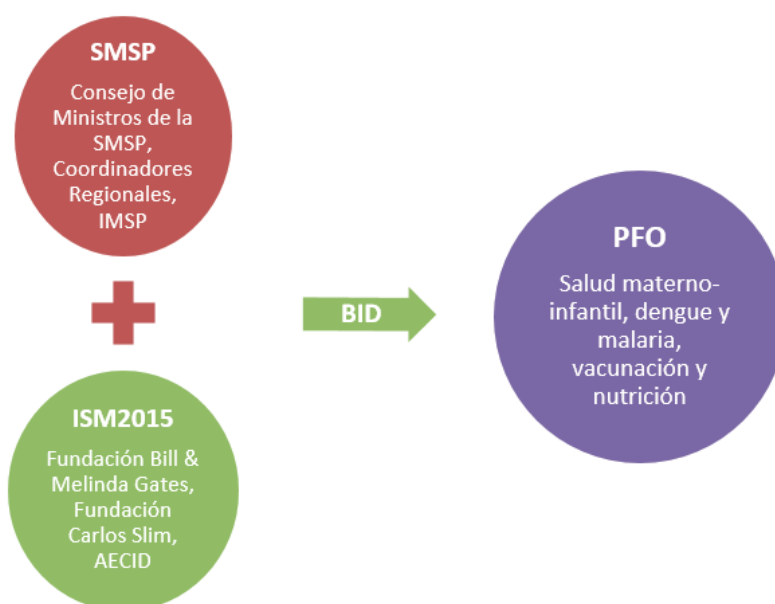 SMSP
Consejo de
Ministros de la
SMSP,
Coordinadores
Regionales,
IMSP
ISM2015
Fundación Bill &
Melinda Gates,
Fundación
Carlos Slim,
AECID
BID
PFO
Salud materno-
infantil, dengue y
malaria,
vacunación y
nutrición